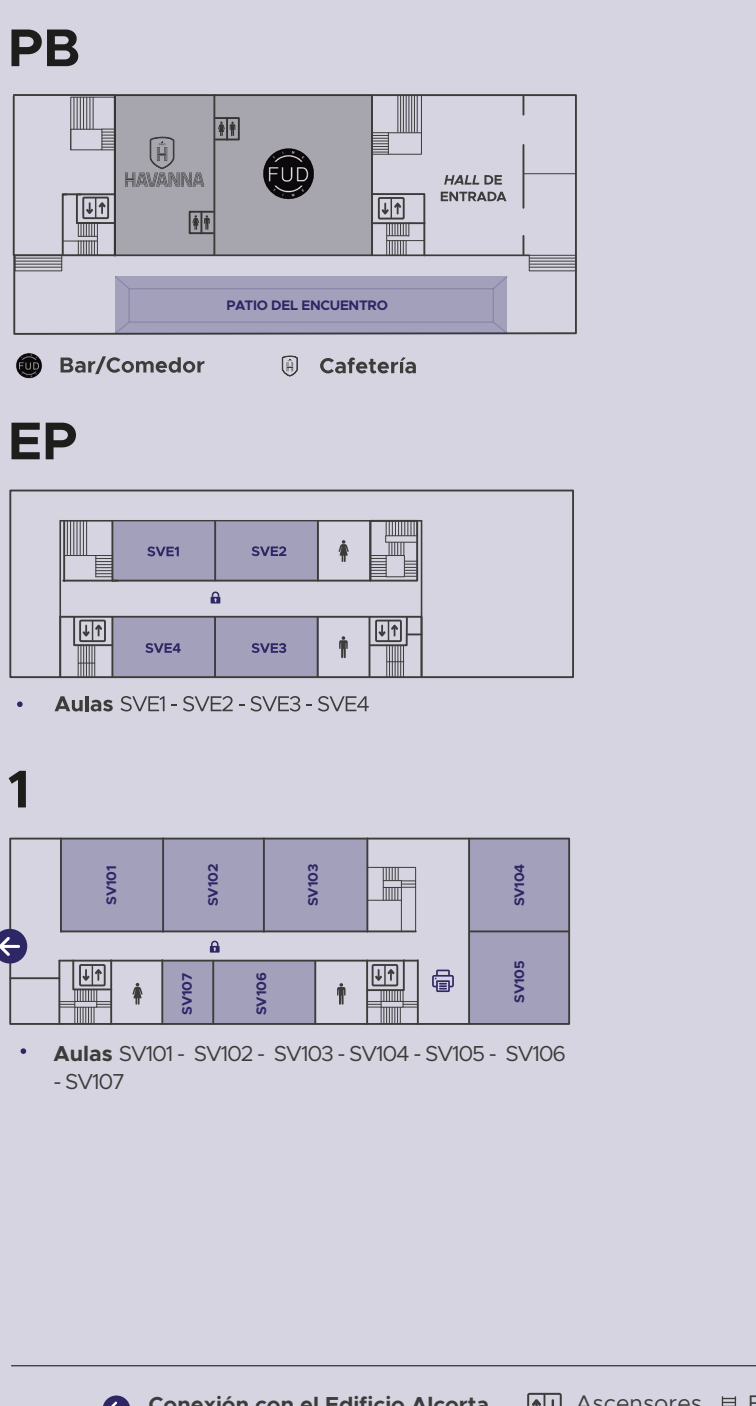 PB
HAVANNA
FUD
HALL DE
ENTRADA
PATIO DEL ENCUENTRO
FUD Bar/Comedor
Cafetería
EP
SVE1
SVE2
SVE4
SVE3
• Aulas SVE1 - SVE2 - SVE3 - SVE4
1
SV101
SV102
SV103
SV104
SV107
SV106
SV105
• Aulas SV101 - SV102 - SV103 - SV104 - SV105 - SV106
- SV107
Conexión con el Edificio Alcorta
Ascensores